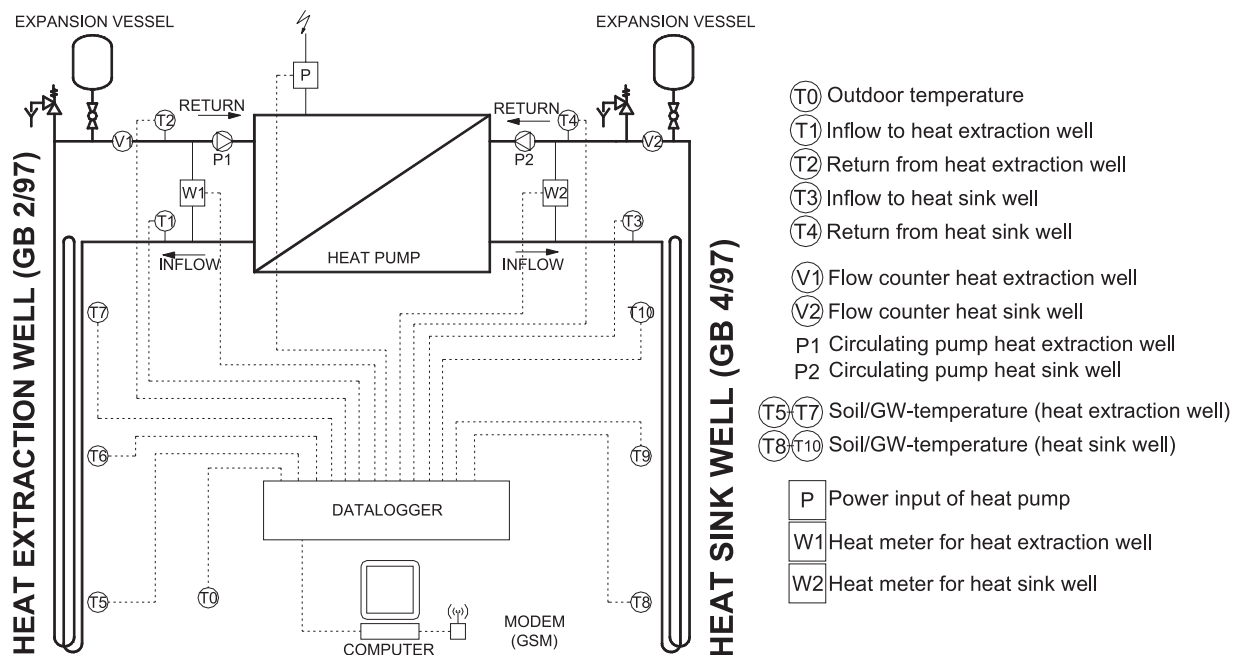 EXPANSION VESSEL
EXPANSION VESSEL
P
RETURN
RETURN
T2
T4
V1
P1
P2
V2
W1
W2
T1
T3
INFLOW
HEAT PUMP
INFLOW
HEAT EXTRACTION WELL (GB 2/97)
HEAT SINK WELL (GB 4/97)
T7
T10
T6
T9
DATALOGGER
T5
T0
T8
MODEM
(GSM)
COMPUTER
T0 Outdoor temperature
T1 Inflow to heat extraction well
T2 Return from heat extraction well
T3 Inflow to heat sink well
T4 Return from heat sink well
V1 Flow counter heat extraction well
V2 Flow counter heat sink well
P1 Circulating pump heat extraction well
P2 Circulating pump heat sink well
T5-T7 Soil/GW-temperature (heat extraction well)
T8-T10 Soil/GW-temperature (heat sink well)
P Power input of heat pump
W1 Heat meter for heat extraction well
W2 Heat meter for heat sink well